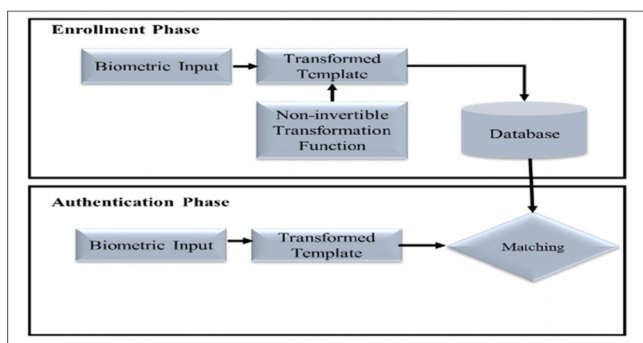 Enrollment Phase
Biometric Input
Transformed
Template
Non-invertible
Transformation
Function
Database
Authentication Phase
Biometric Input
Transformed
Template
Matching